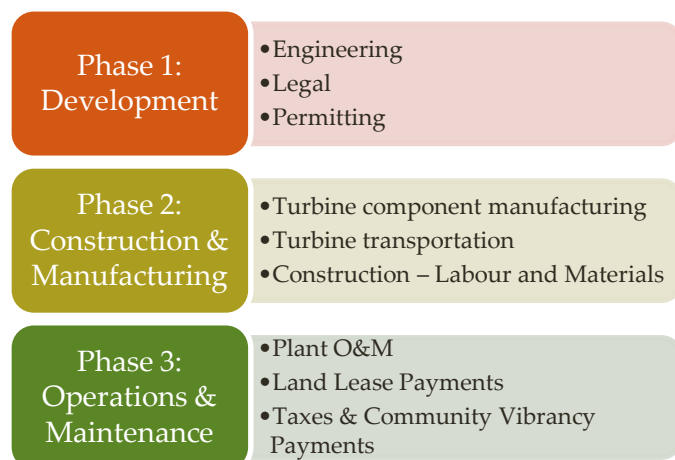 Phase 1:
Development
•Engineering
•Legal
•Permitting
Phase 2:
Construction &
Manufacturing
•Turbine component manufacturing
•Turbine transportation
•Construction – Labour and Materials
Phase 3:
Operations &
Maintenance
•Plant O&M
•Land Lease Payments
•Taxes & Community Vibrancy
Payments